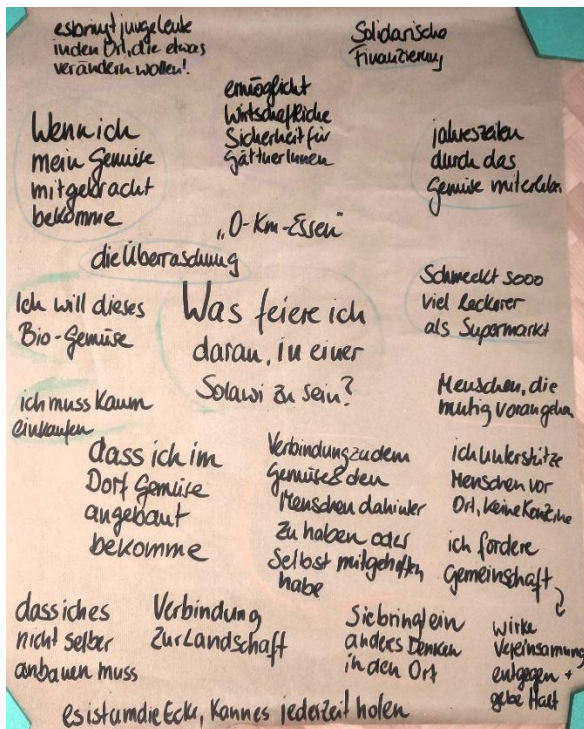 es bringt junge Leute
in den Ort, die etwas
verändern wollen!
Solidarische
Finanzierung
ermöglicht
Wirtschaftliche
Sicherheit für
GärtnerInnen
Wenn ich
mein Gemüse
mitgebracht
bekomme
jahreszeiten
durch das
Gemüse miterleben
„0-Km-Essen"
die Überraschung
Schmeckt sooo
viel leckerer
als Supermarkt
Ich will dieses
Bio-Gemüse
Was feiere ich
daran, in einer
Solawi zu sein?
Menschen, die
mutig vorangehen
ich muss kaum
einkaufen
dass ich im
Dorf Gemüse
angebaut
bekomme
Verbindung zu dem
Gemüse & den
Menschen dahinter
zu haben oder
selbst mitgeholfen
habe
ich unterstütze
Menschen vor
Ort, keine Konzerne
ich fördere
Gemeinschaft
wirke
Vereinsamung
entgegen +
gebe Halt
dass ich es
nicht selber
anbauen muss
Verbindung
zur Landschaft
Sie bringt ein
anders Denken
in den Ort
es ist um die Ecke, kann es jederzeit holen